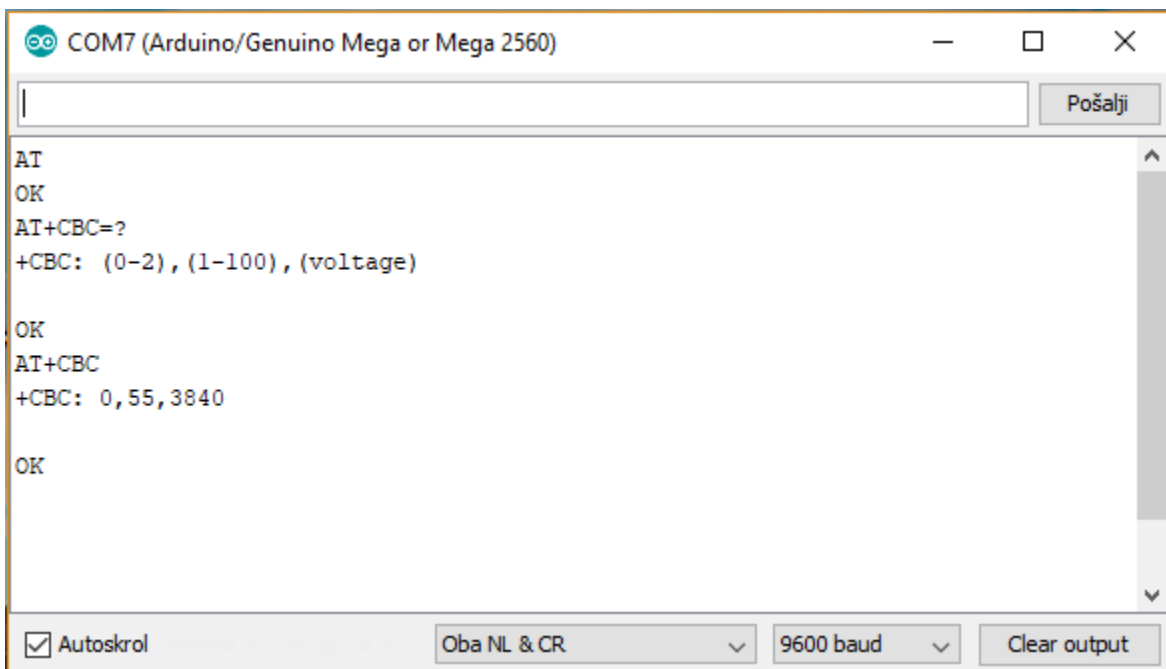 COM7 (Arduino/Genuino Mega or Mega 2560)
Pošalji
AT
OK
AT+CBC=?
+CBC: (0-2),(1-100),(voltage)
OK
AT+CBC
+CBC: 0,55,3840
OK
Autoskrol
Oba NL & CR
9600 baud
Clear output